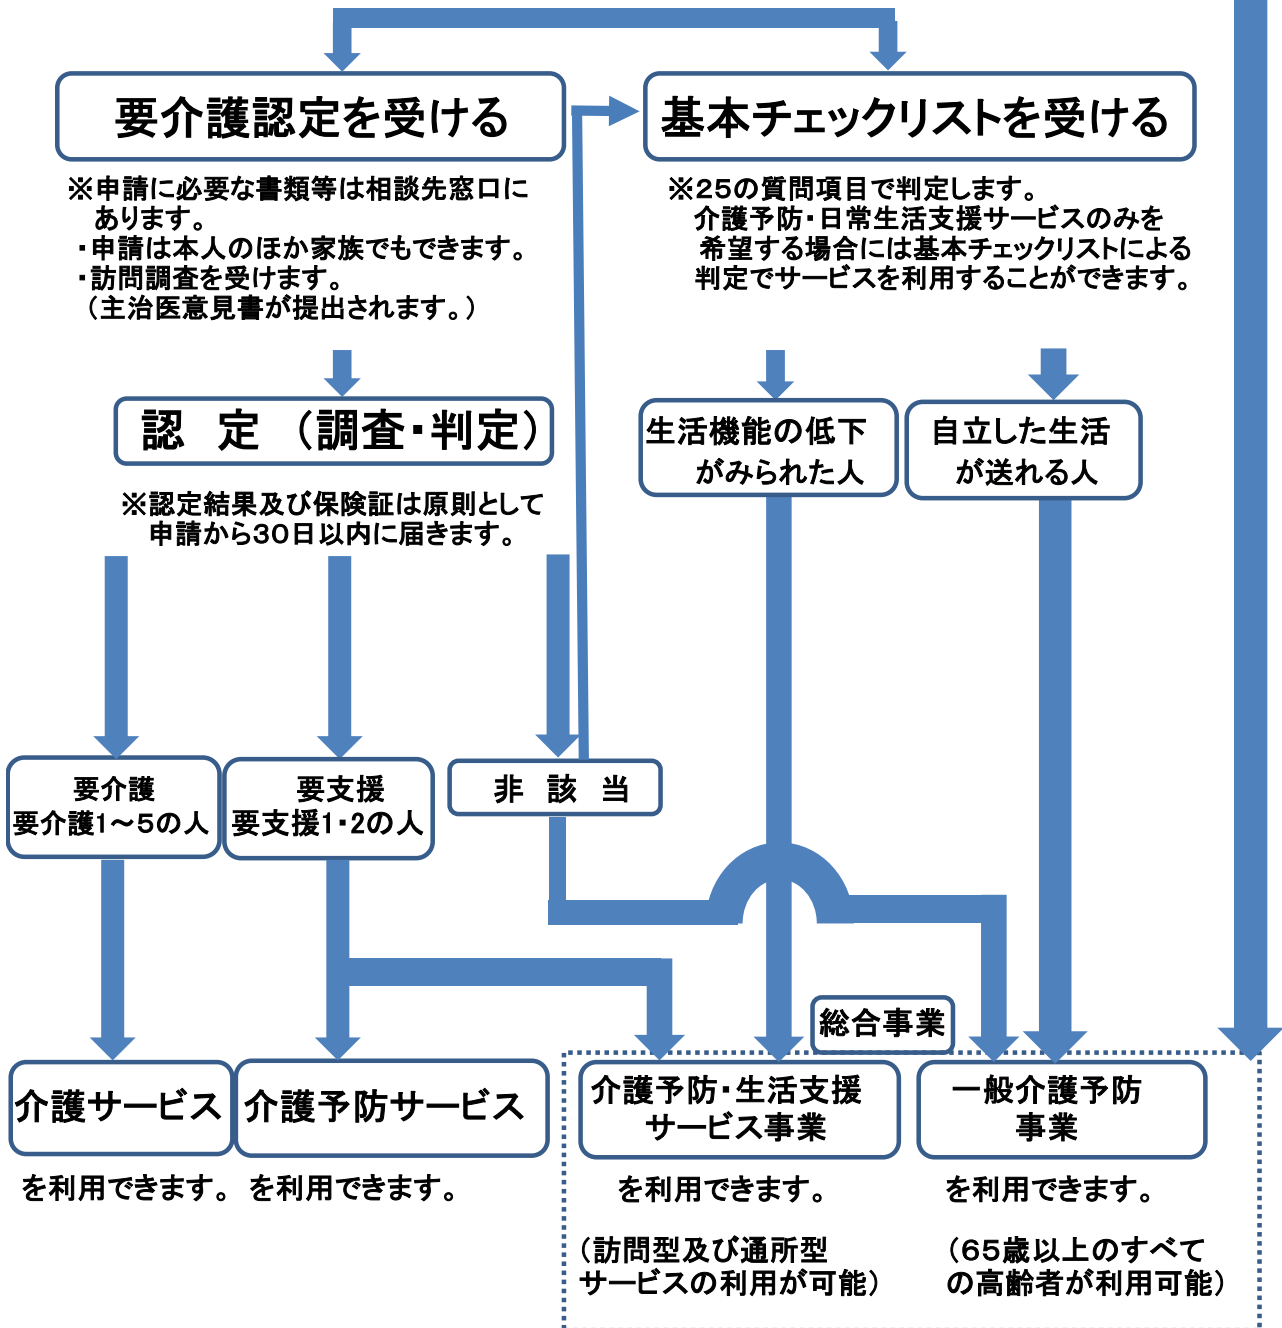 要介護認定を受ける
※申請に必要な書類等は相談先窓口に
あります。
・申請は本人のほか家族でもできます。
・訪問調査を受けます。
（主治医意見書が提出されます。）
基本チェックリストを受ける
※25の質問項目で判定します。
介護予防・日常生活支援サービスのみを
希望する場合には基本チェックリストによる
判定でサービスを利用することができます。
認　定　（調査・判定）
※認定結果及び保険証は原則として
申請から30日以内に届きます。
生活機能の低下
がみられた人
自立した生活
が送れる人
要介護
要介護1～5の人
要支援
要支援1・2の人
非　該　当
総合事業
介護サービス
を利用できます。
介護予防サービス
を利用できます。
介護予防・生活支援
サービス事業
を利用できます。
（訪問型及び通所型
サービスの利用が可能）
一般介護予防
事業
を利用できます。
（65歳以上のすべて
の高齢者が利用可能）